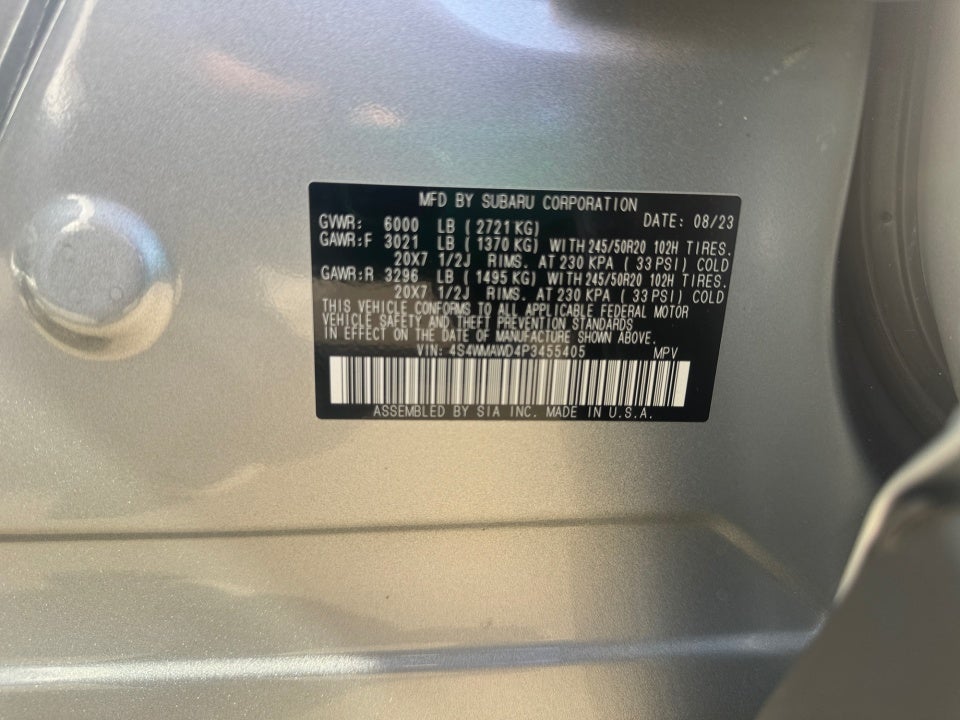 MFD BY SUBARU CORPORATION
GVWR: 6000 LB ( 2721 KG) DATE: 08/23
GAWR:F 3021 LB ( 1370 KG) WITH 245/50R20 102H TIRES.
20X7 1/2J RIMS. AT 230 KPA ( 33 PSI) COLD
GAWR:R 3296 LB ( 1495 KG) WITH 245/50R20 102H TIRES.
20X7 1/2J RIMS. AT 230 KPA ( 33 PSI) COLD
THIS VEHICLE CONFORMS TO ALL APPLICABLE FEDERAL MOTOR
VEHICLE SAFETY AND THEFT PREVENTION STANDARDS
IN EFFECT ON THE DATE OF MANUFACTURE SHOWN ABOVE.
VIN: 4S4WMAWD4P3455405 MPV
ASSEMBLED BY SIA INC. MADE IN U.S.A.